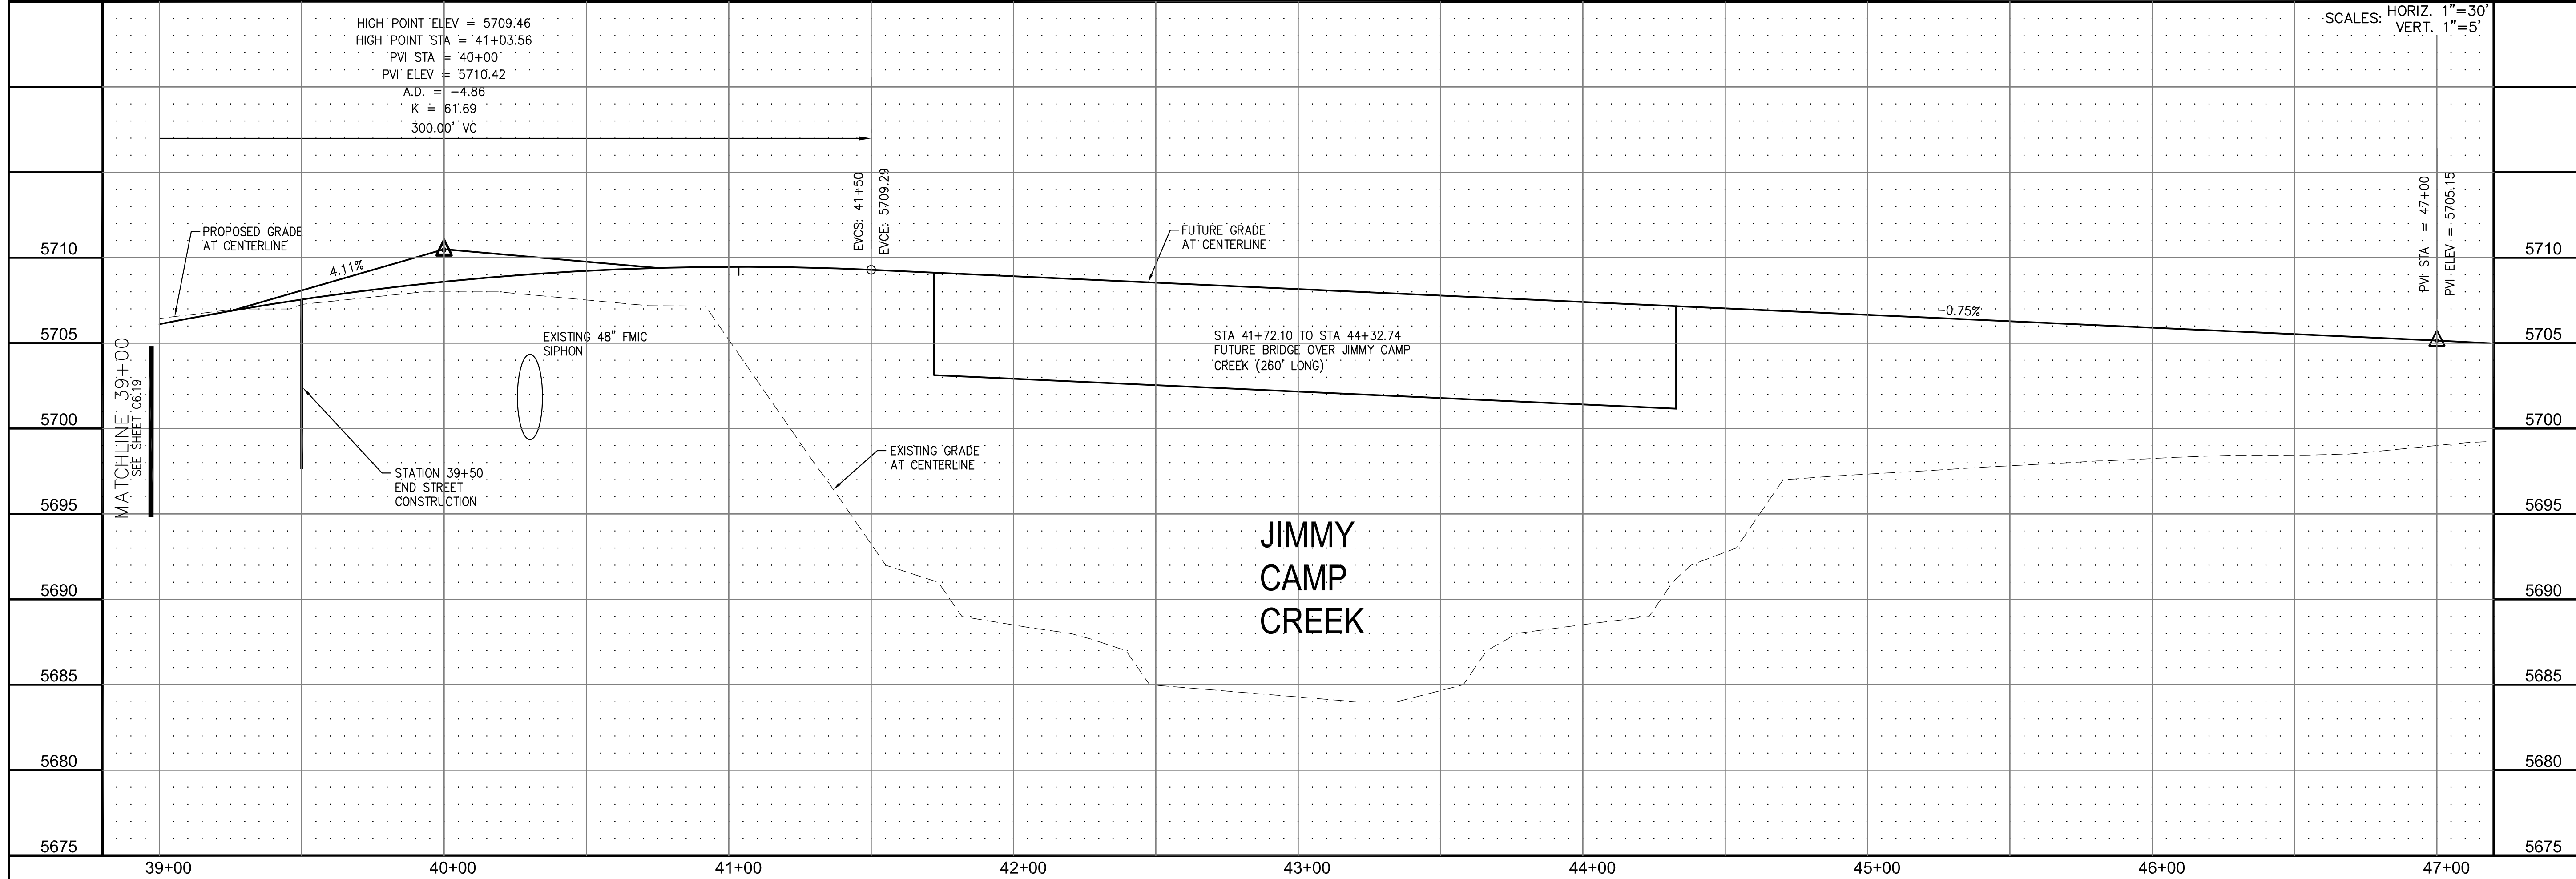 HIGH POINT ELEV = 5709.46
HIGH POINT STA = 41+03.56
PVI STA = 40+00
PVI ELEV = 5710.42
A.D. = -4.86
K = 61.69
300.00' VC
SCALES: HORIZ. 1"=30'
VERT. 1"=5'
EVCS: 41+50
EVCE: 5709.29
PVI STA = 47+00
PVI ELEV = 5705.15
PROPOSED GRADE
AT CENTERLINE
4.11%
FUTURE GRADE
AT CENTERLINE
-0.75%
EXISTING 48" FMIC
SIPHON
STA 41+72.10 TO STA 44+32.74
FUTURE BRIDGE OVER JIMMY CAMP
CREEK (260' LONG)
MATCHLINE 39+00
SEE SHEET C6.19
STATION 39+50
END STREET
CONSTRUCTION
EXISTING GRADE
AT CENTERLINE
JIMMY
CAMP
CREEK
5710
5705
5700
5695
5690
5685
5680
5675
5710
5705
5700
5695
5690
5685
5680
5675
39+00
40+00
41+00
42+00
43+00
44+00
45+00
46+00
47+00